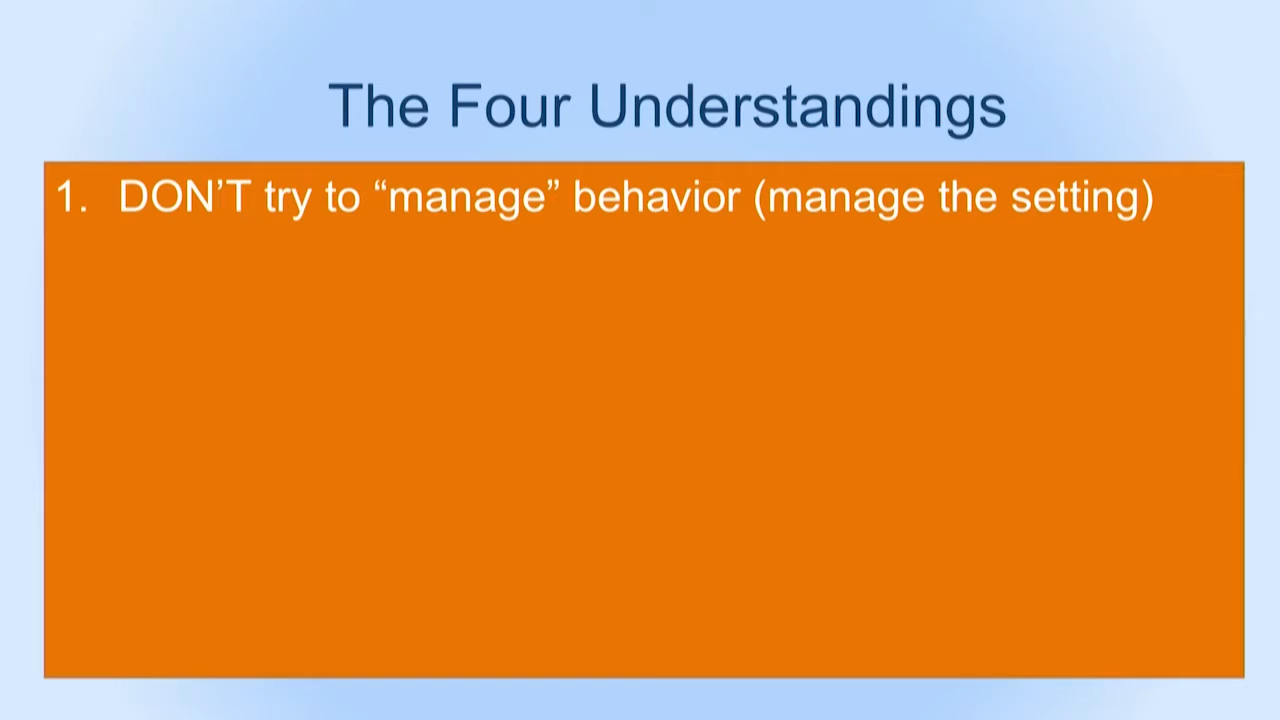 The Four Understandings
1. DON’T try to “manage” behavior (manage the setting)